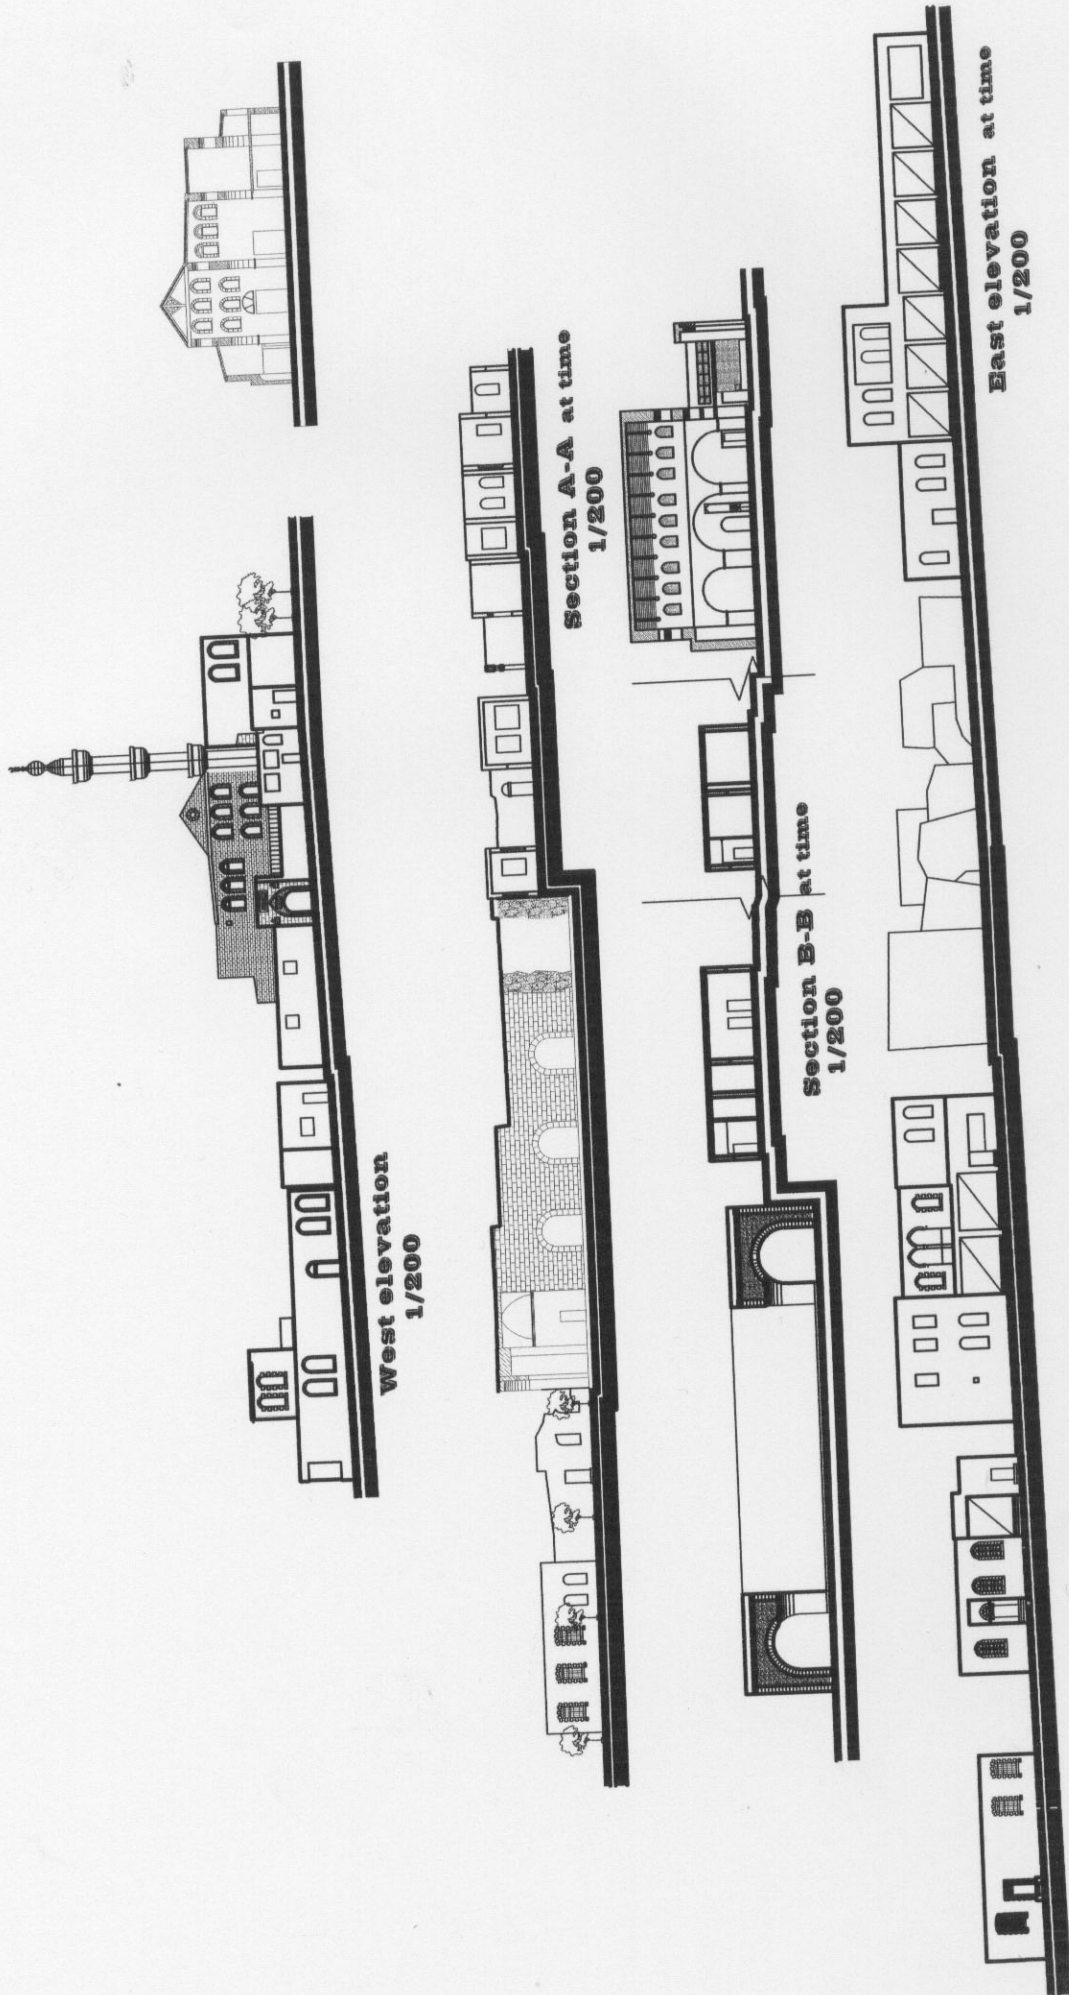 West elevation
1/200
Section A-A at time
1/200
Section B-B at time
1/200
East elevation at time
1/200